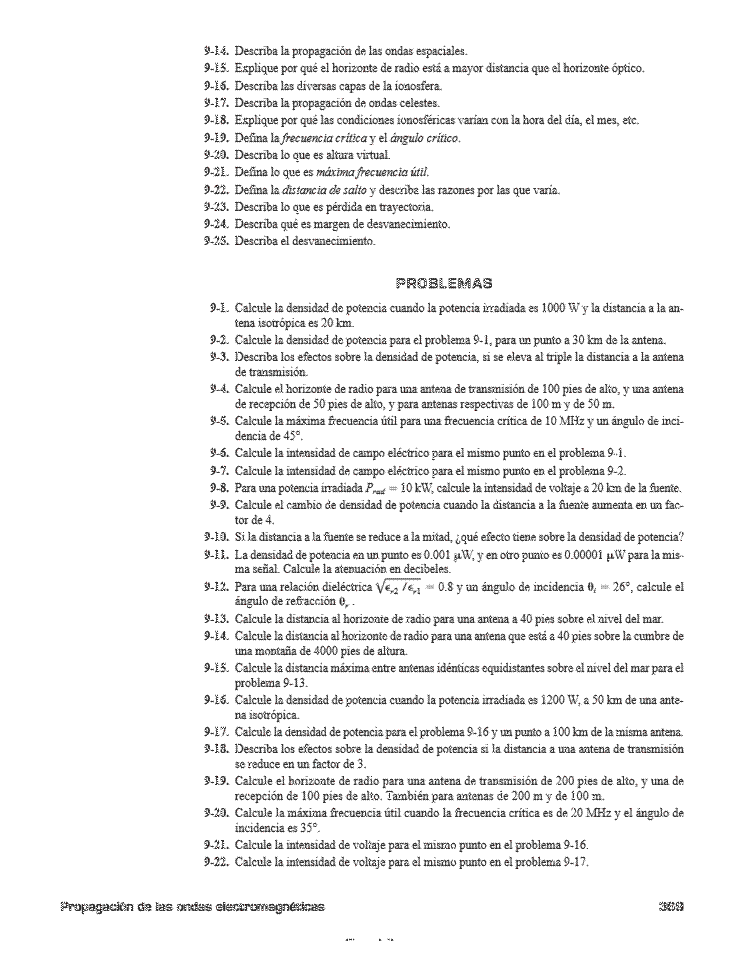 9-14. Describa la propagación de las ondas espaciales.
9-15. Explique por qué el horizonte de radio está a mayor distancia que el horizonte óptico.
9-16. Describa las diversas capas de la ionosfera.
9-17. Describa la propagación de ondas celestes.
9-18. Explique por qué las condiciones ionosféricas varían con la hora del día, el mes, etc.
9-19. Defina la frecuencia crítica y el ángulo crítico.
9-20. Describa lo que es altura virtual.
9-21. Defina lo que es máxima frecuencia útil.
9-22. Defina la distancia de salto y describa las razones por las que varía.
9-23. Describa lo que es pérdida en trayectoria.
9-24. Describa qué es margen de desvanecimiento.
9-25. Describa el desvanecimiento.
PROBLEMAS
9-1. Calcule la densidad de potencia cuando la potencia irradiada es 1000 W y la distancia a la an-
tena isotrópica es 20 km.
9-2. Calcule la densidad de potencia para el problema 9-1, para un punto a 30 km de la antena.
9-3. Describa los efectos sobre la densidad de potencia, si se eleva al triple la distancia a la antena
de transmisión.
9-4. Calcule el horizonte de radio para una antena de transmisión de 100 pies de alto, y una antena
de recepción de 50 pies de alto, y para antenas respectivas de 100 m y de 50 m.
9-5. Calcule la máxima frecuencia útil para una frecuencia crítica de 10 MHz y un ángulo de inci-
dencia de 45°.
9-6. Calcule la intensidad de campo eléctrico para el mismo punto en el problema 9-1.
9-7. Calcule la intensidad de campo eléctrico para el mismo punto en el problema 9-2.
9-8. Para una potencia irradiada P_rad = 10 kW, calcule la intensidad de voltaje a 20 km de la fuente.
9-9. Calcule el cambio de densidad de potencia cuando la distancia a la fuente aumenta en un fac-
tor de 4.
9-10. Si la distancia a la fuente se reduce a la mitad, ¿qué efecto tiene sobre la densidad de potencia?
9-11. La densidad de potencia en un punto es 0.001 μW, y en otro punto es 0.00001 μW para la mis-
ma señal. Calcule la atenuación en decibeles.
9-12. Para una relación dieléctrica √ϵr2 /ϵr1 = 0.8 y un ángulo de incidencia θi = 26°, calcule el
ángulo de refracción θr .
9-13. Calcule la distancia al horizonte de radio para una antena a 40 pies sobre el nivel del mar.
9-14. Calcule la distancia al horizonte de radio para una antena que está a 40 pies sobre la cumbre de
una montaña de 4000 pies de altura.
9-15. Calcule la distancia máxima entre antenas idénticas equidistantes sobre el nivel del mar para el
problema 9-13.
9-16. Calcule la densidad de potencia cuando la potencia irradiada es 1200 W, a 50 km de una ante-
na isotrópica.
9-17. Calcule la densidad de potencia para el problema 9-16 y un punto a 100 km de la misma antena.
9-18. Describa los efectos sobre la densidad de potencia si la distancia a una antena de transmisión
se reduce en un factor de 3.
9-19. Calcule el horizonte de radio para una antena de transmisión de 200 pies de alto, y una de
recepción de 100 pies de alto. También para antenas de 200 m y de 100 m.
9-20. Calcule la máxima frecuencia útil cuando la frecuencia crítica es de 20 MHz y el ángulo de
incidencia es 35°.
9-21. Calcule la intensidad de voltaje para el mismo punto en el problema 9-16.
9-22. Calcule la intensidad de voltaje para el mismo punto en el problema 9-17.
Propagación de las ondas electromagnéticas 369